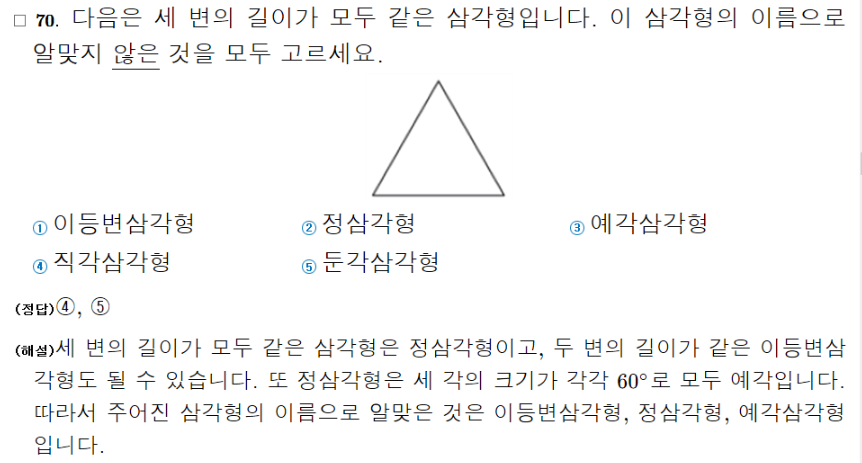 □ 70. 다음은 세 변의 길이가 모두 같은 삼각형입니다. 이 삼각형의 이름으로
알맞지 않은 것을 모두 고르세요.
① 이등변삼각형 ② 정삼각형 ③ 예각삼각형
④ 직각삼각형 ⑤ 둔각삼각형
(정답)④, ⑤
(해설)세 변의 길이가 모두 같은 삼각형은 정삼각형이고, 두 변의 길이가 같은 이등변삼
각형도 될 수 있습니다. 또 정삼각형은 세 각의 크기가 각각 60°로 모두 예각입니다.
따라서 주어진 삼각형의 이름으로 알맞은 것은 이등변삼각형, 정삼각형, 예각삼각형
입니다.